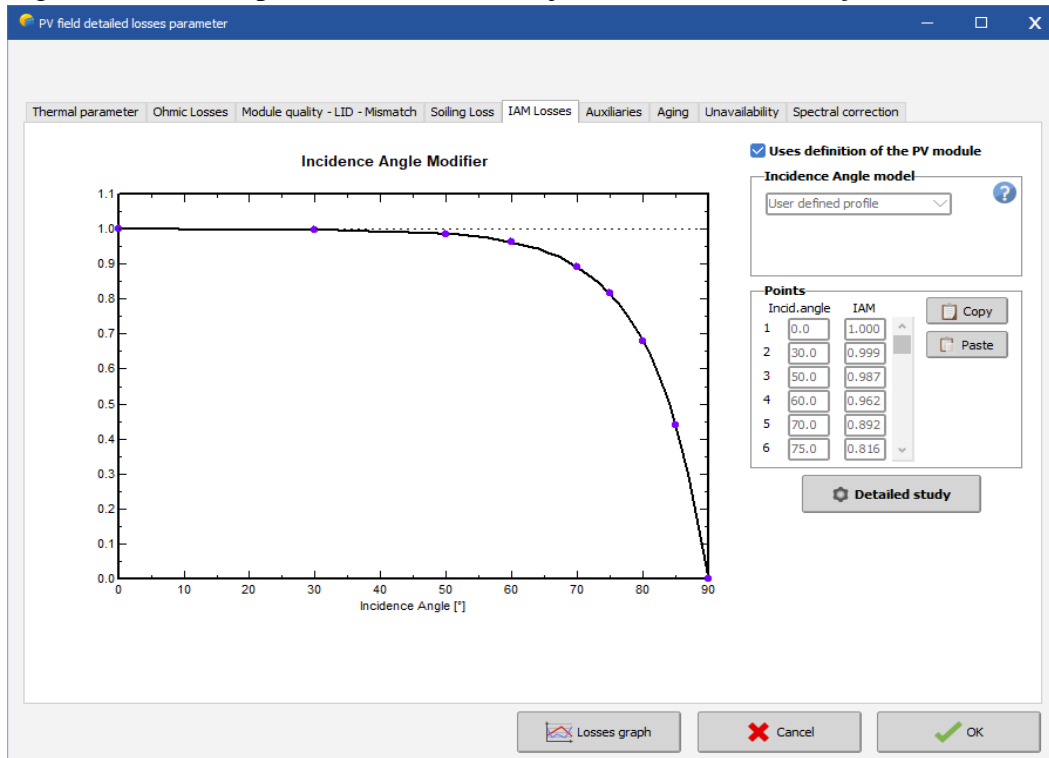 PV field detailed losses parameter
Thermal parameter Ohmic Losses Module quality - LID - Mismatch Soiling Loss IAM Losses Auxiliaries Aging Unavailability Spectral correction
Incidence Angle Modifier
1.1
1.0
0.9
0.8
0.7
0.6
0.5
0.4
0.3
0.2
0.1
0.0
0 10 20 30 40 50 60 70 80 90
Incidence Angle [°]
Uses definition of the PV module
Incidence Angle model
User defined profile
?
Points
Incid.angle IAM
1 0.0 1.000
2 30.0 0.999
3 50.0 0.987
4 60.0 0.962
5 70.0 0.892
6 75.0 0.816
Copy
Paste
Detailed study
Losses graph Cancel OK